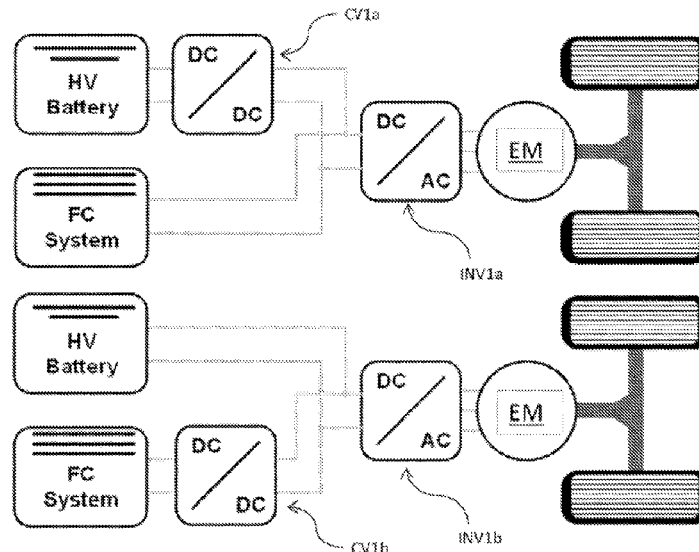 CV1a
DC
DC
HV
Battery
DC
AC
EM
FC
System
INV1a
HV
Battery
DC
AC
EM
FC
System
DC
DC
INV1b
CV1b